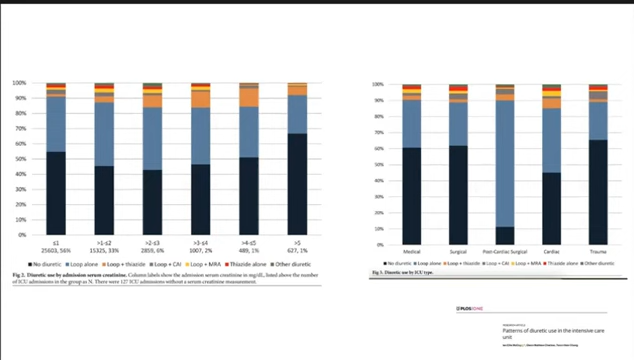 100%
90%
80%
70%
60%
50%
40%
30%
20%
10%
0%
≤1 >1-≤2 >2-≤3 >3-≤4 >4-≤5 >5
25603, 56% 15325, 33% 2859, 6% 1007, 2% 489, 1% 627, 1%
No diuretic Loop alone Loop + thiazide Loop + CAI Loop + MRA Thiazide alone Other diuretic
Fig 2. Diuretic use by admission serum creatinine. Column labels show the admission serum creatinine in mg/dL, listed above the number
of ICU admissions in the group as N. There were 127 ICU admissions without a serum creatinine measurement.
100%
90%
80%
70%
60%
50%
40%
30%
20%
10%
0%
Medical Surgical Post-Cardiac Surgical Cardiac Trauma
No diuretic Loop alone Loop + thiazide Loop + CAI Loop + MRA Thiazide alone Other diuretic
Fig 3. Diuretic use by ICU type.
PLOS ONE
RESEARCH ARTICLE
Patterns of diuretic use in the intensive care
unit